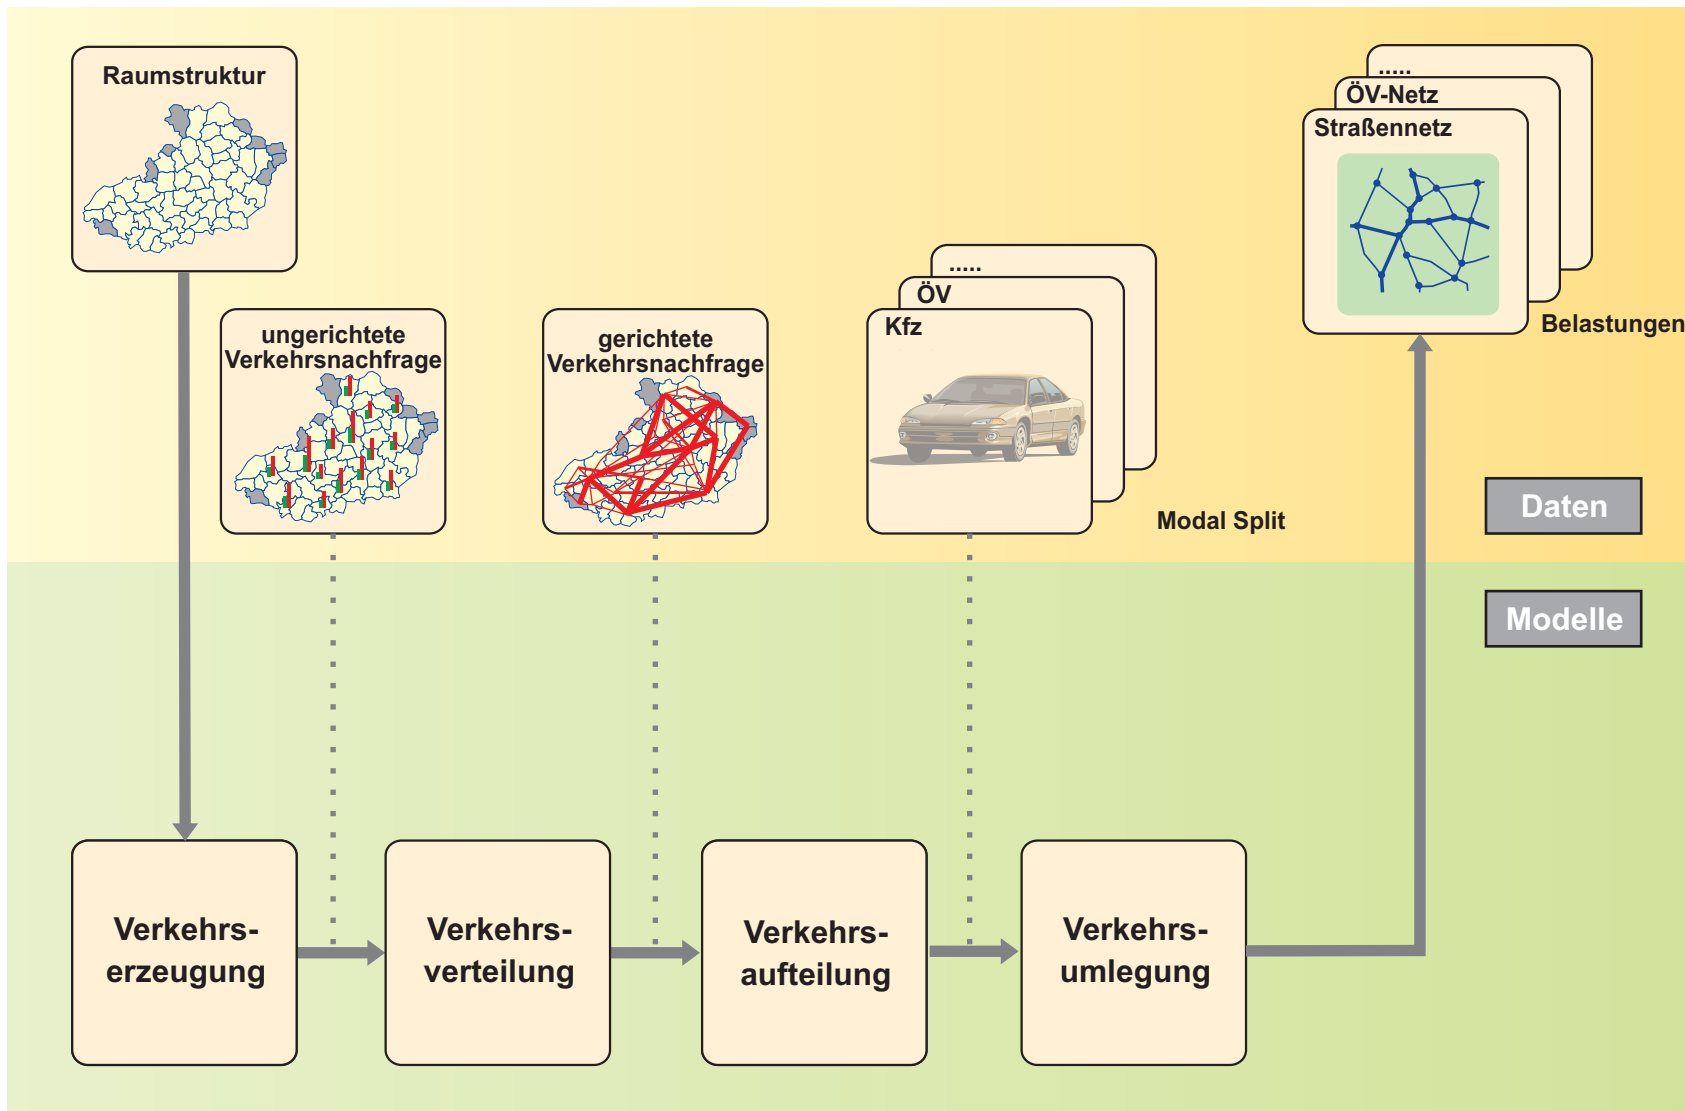 Raumstruktur
ungerichtete
Verkehrsnachfrage
gerichtete
Verkehrsnachfrage
.....
ÖV
Kfz
Modal Split
.....
ÖV-Netz
Straßennetz
Belastungen
Daten
Modelle
Verkehrs-
erzeugung
Verkehrs-
verteilung
Verkehrs-
aufteilung
Verkehrs-
umlegung